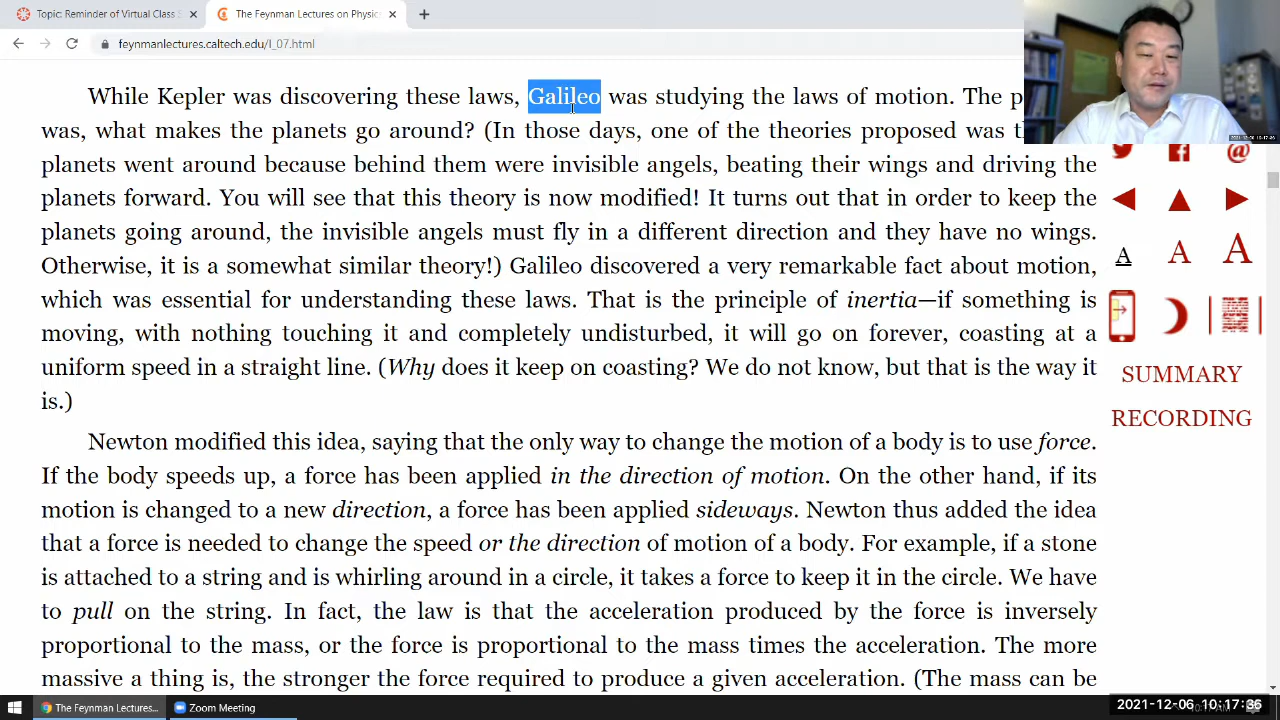 Topic: Reminder of Virtual Class S
The Feynman Lectures on Physic
feynmanlectures.caltech.edu/I_07.html
While Kepler was discovering these laws, Galileo was studying the laws of motion. The p
was, what makes the planets go around? (In those days, one of the theories proposed was t
planets went around because behind them were invisible angels, beating their wings and driving the
planets forward. You will see that this theory is now modified! It turns out that in order to keep the
planets going around, the invisible angels must fly in a different direction and they have no wings.
Otherwise, it is a somewhat similar theory!) Galileo discovered a very remarkable fact about motion,
which was essential for understanding these laws. That is the principle of inertia—if something is
moving, with nothing touching it and completely undisturbed, it will go on forever, coasting at a
uniform speed in a straight line. (Why does it keep on coasting? We do not know, but that is the way it
is.)
Newton modified this idea, saying that the only way to change the motion of a body is to use force.
If the body speeds up, a force has been applied in the direction of motion. On the other hand, if its
motion is changed to a new direction, a force has been applied sideways. Newton thus added the idea
that a force is needed to change the speed or the direction of motion of a body. For example, if a stone
is attached to a string and is whirling around in a circle, it takes a force to keep it in the circle. We have
to pull on the string. In fact, the law is that the acceleration produced by the force is inversely
proportional to the mass, or the force is proportional to the mass times the acceleration. The more
massive a thing is, the stronger the force required to produce a given acceleration. (The mass can be
@
A A A
SUMMARY
RECORDING
2021-12-06 10:17:36
The Feynman Lectures...
Zoom Meeting
2021-12-06 10:17:36